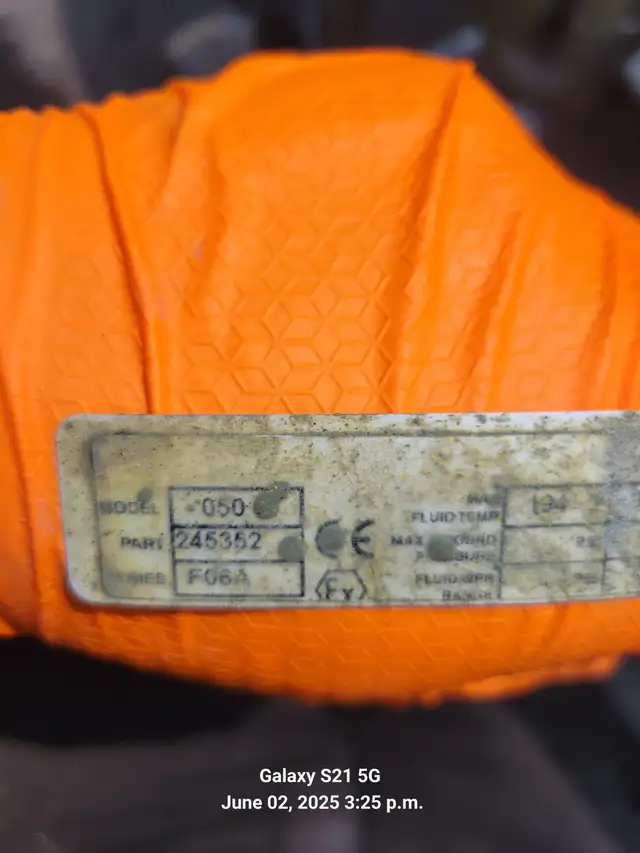 MODEL 050
PART 245352
SERIES F06A
CE
Ex
MAX
FLUID TEMP 194
MAX
FLUID WPR
RANGE
Galaxy S21 5G
June 02, 2025 3:25 p.m.